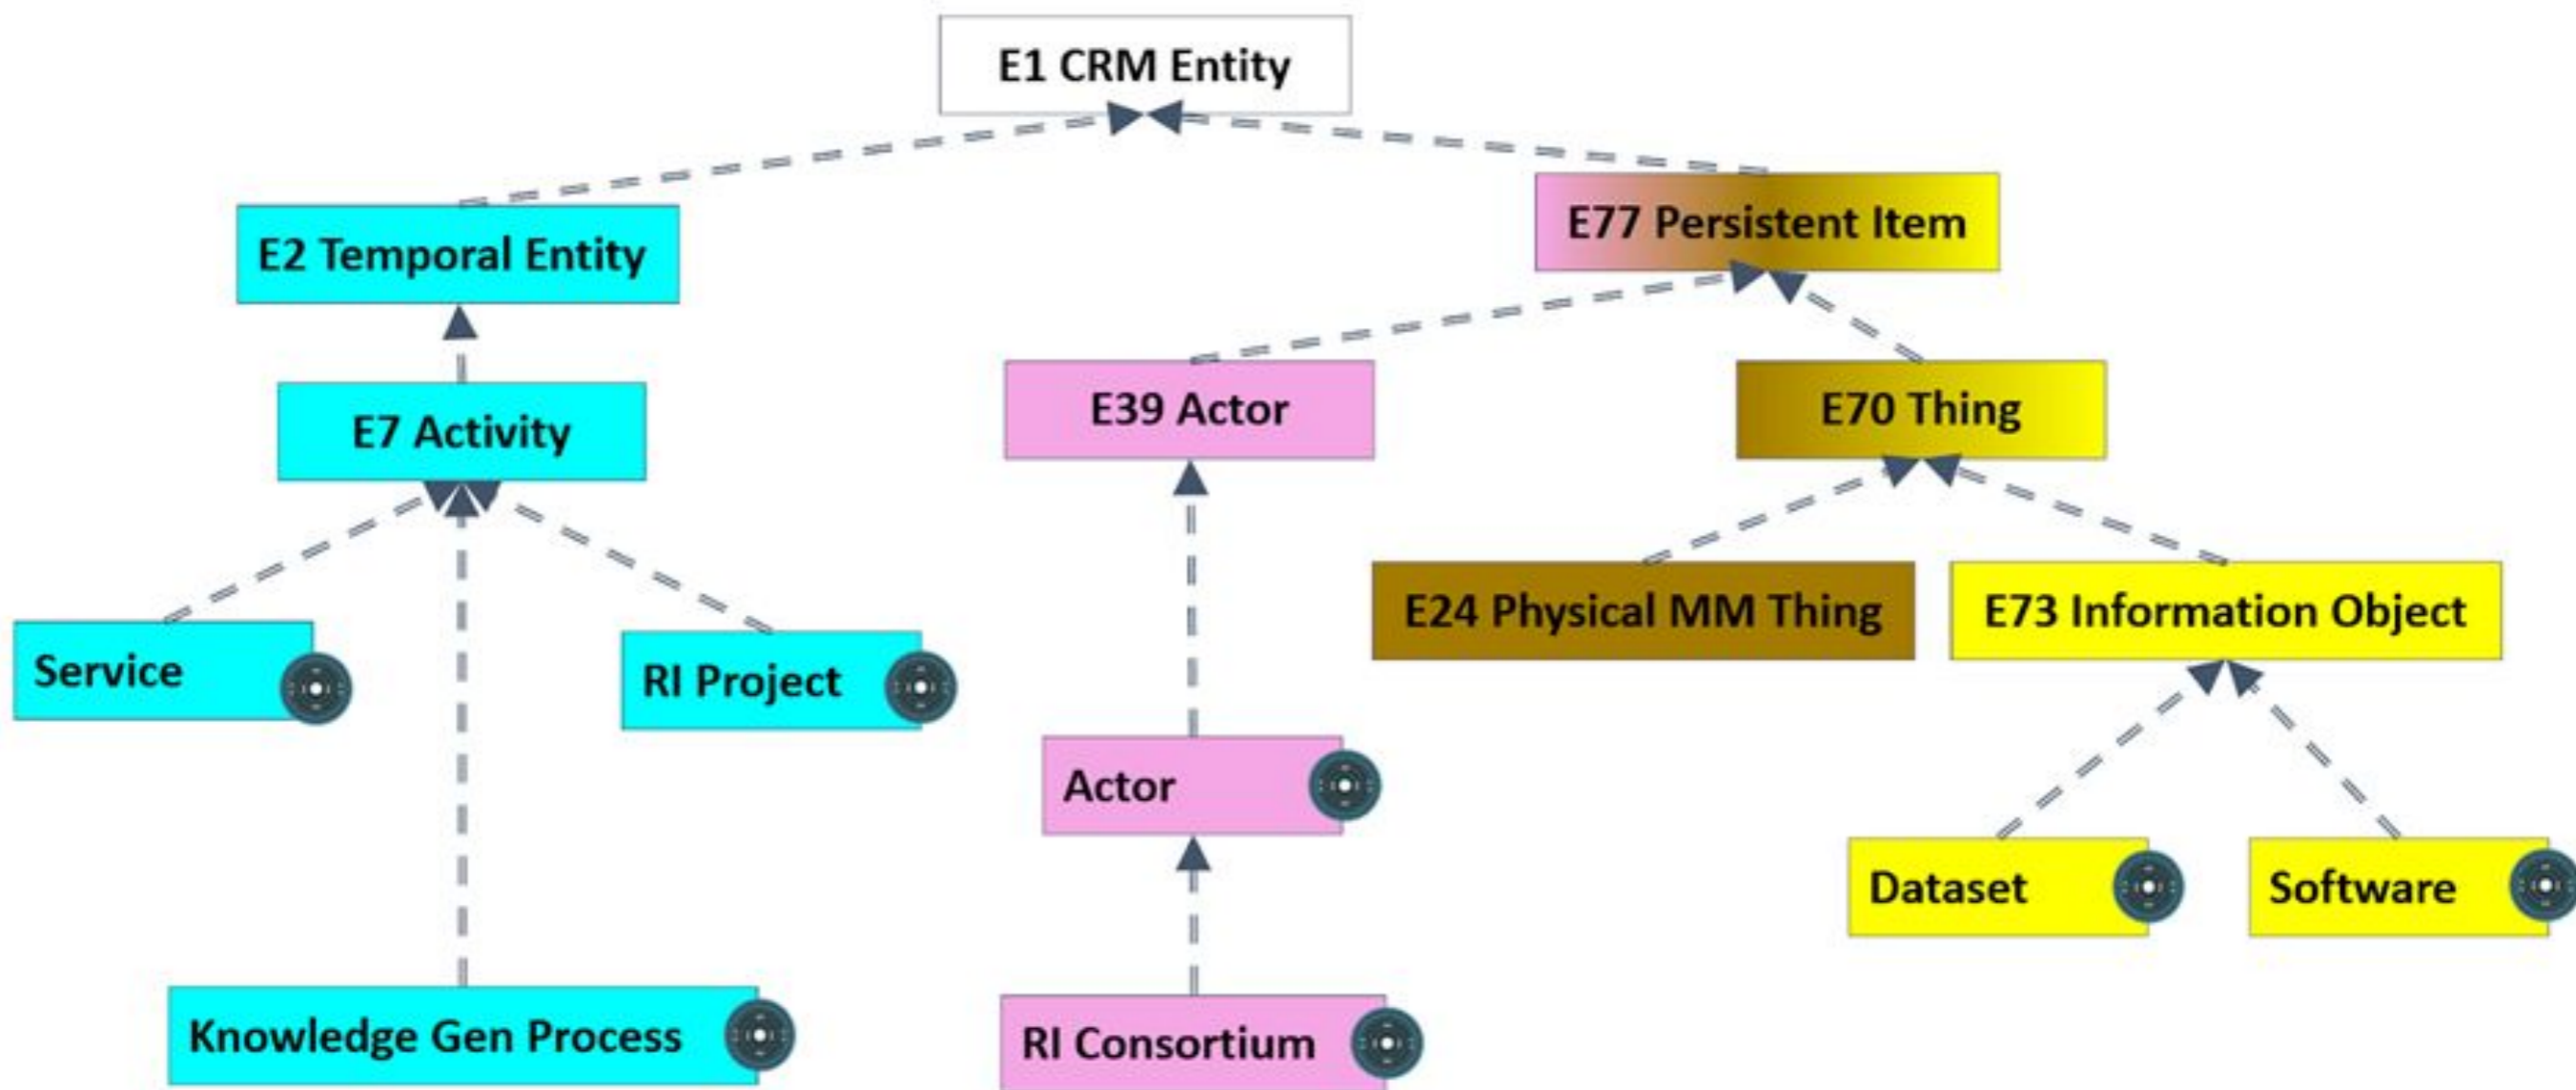 E1 CRM Entity
E77 Persistent Item
E2 Temporal Entity
E39 Actor
E70 Thing
E7 Activity
E24 Physical MM Thing
E73 Information Object
Service
RI Project
Actor
Dataset
Software
Knowledge Gen Process
RI Consortium